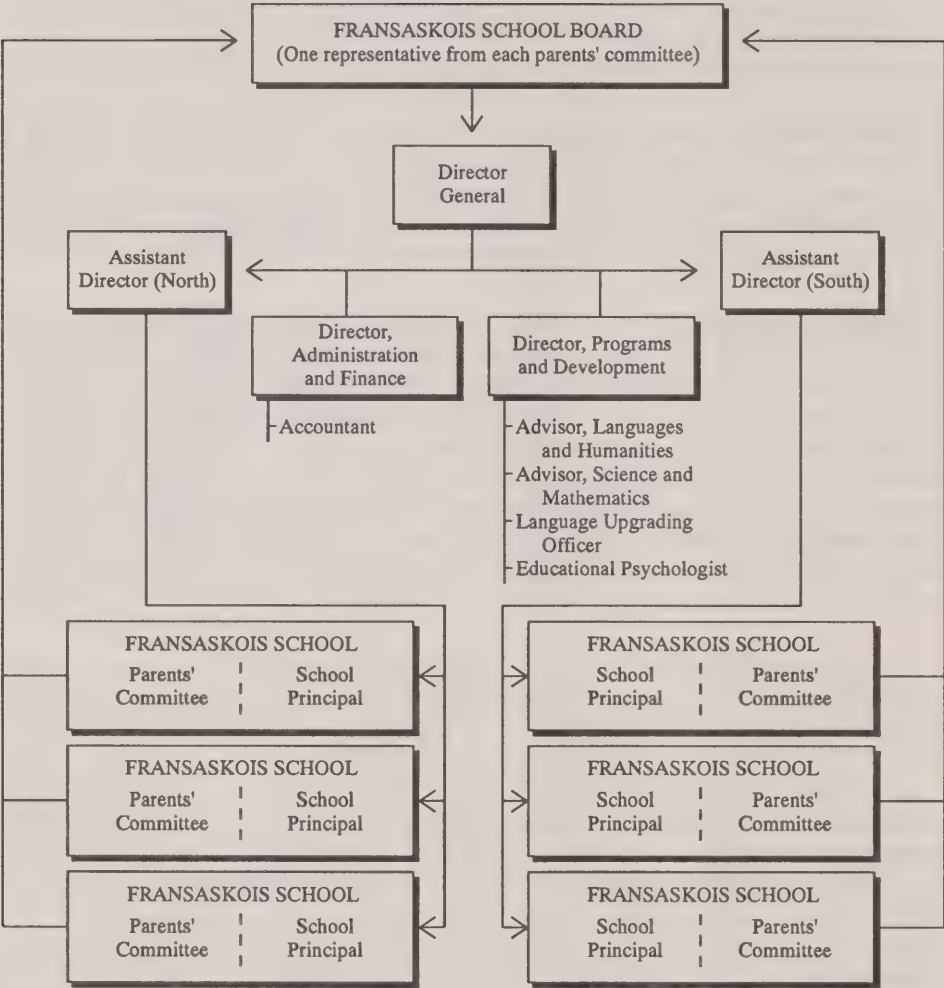 FRANSASKOIS SCHOOL BOARD
(One representative from each parents' committee)
Director
General
Assistant
Director (North)
Assistant
Director (South)
Director,
Administration
and Finance
Director, Programs
and Development
Accountant
Advisor, Languages
and Humanities
Advisor, Science and
Mathematics
Language Upgrading
Officer
Educational Psychologist
FRANSASKOIS SCHOOL
Parents'
Committee
School
Principal
FRANSASKOIS SCHOOL
School
Principal
Parents'
Committee
FRANSASKOIS SCHOOL
Parents'
Committee
School
Principal
FRANSASKOIS SCHOOL
School
Principal
Parents'
Committee
FRANSASKOIS SCHOOL
Parents'
Committee
School
Principal
FRANSASKOIS SCHOOL
School
Principal
Parents'
Committee